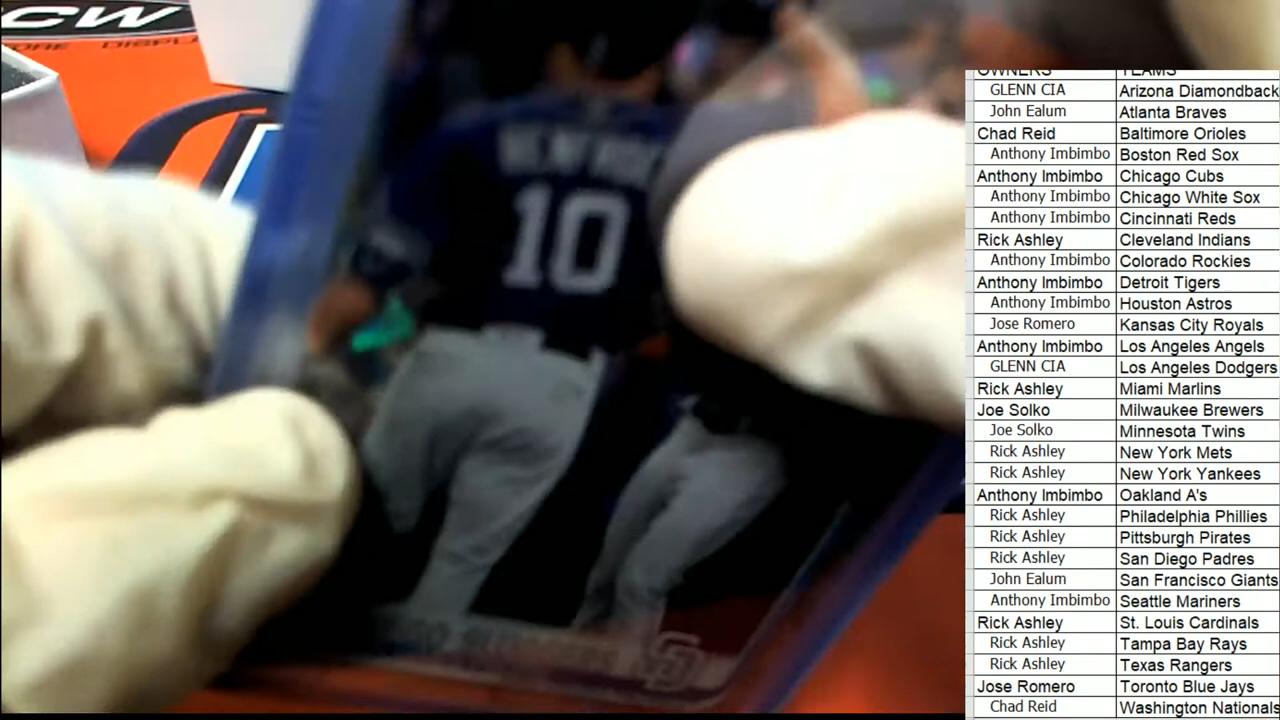 CW
ORE DISPL
10
SD
OWNERS TEAMS
GLENN CIA Arizona Diamondback
John Ealum Atlanta Braves
Chad Reid Baltimore Orioles
Anthony Imbimbo Boston Red Sox
Anthony Imbimbo Chicago Cubs
Anthony Imbimbo Chicago White Sox
Anthony Imbimbo Cincinnati Reds
Rick Ashley Cleveland Indians
Anthony Imbimbo Colorado Rockies
Anthony Imbimbo Detroit Tigers
Anthony Imbimbo Houston Astros
Jose Romero Kansas City Royals
Anthony Imbimbo Los Angeles Angels
GLENN CIA Los Angeles Dodgers
Rick Ashley Miami Marlins
Joe Solko Milwaukee Brewers
Joe Solko Minnesota Twins
Rick Ashley New York Mets
Rick Ashley New York Yankees
Anthony Imbimbo Oakland A's
Rick Ashley Philadelphia Phillies
Rick Ashley Pittsburgh Pirates
Rick Ashley San Diego Padres
John Ealum San Francisco Giants
Anthony Imbimbo Seattle Mariners
Rick Ashley St. Louis Cardinals
Rick Ashley Tampa Bay Rays
Rick Ashley Texas Rangers
Jose Romero Toronto Blue Jays
Chad Reid Washington Nationals